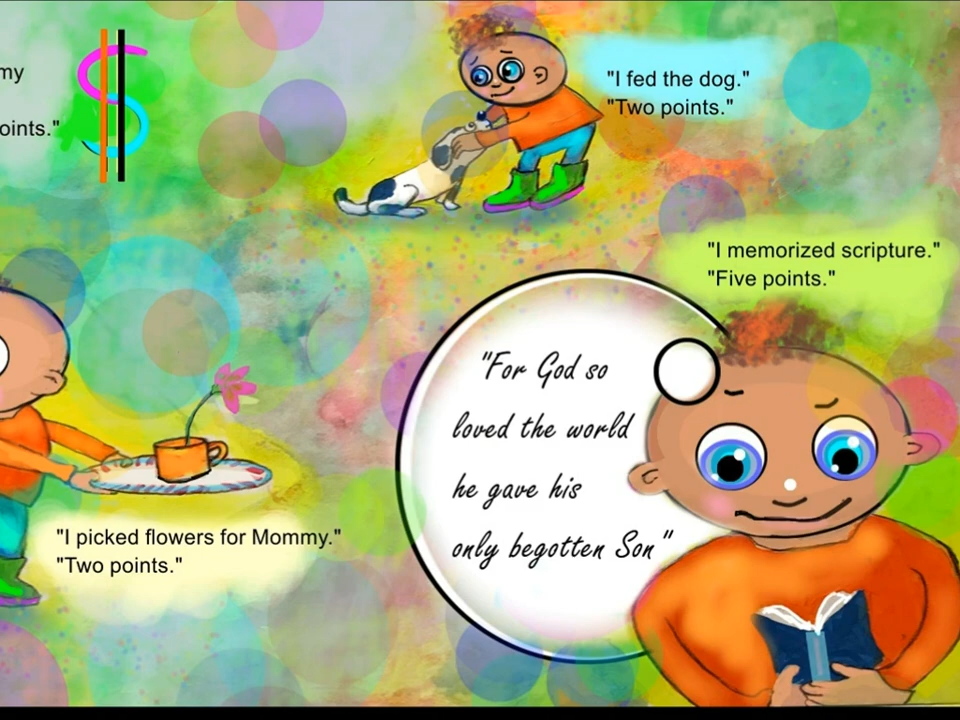 my
oints."
"I fed the dog."
"Two points."
"I memorized scripture."
"Five points."
"For God so
loved the world
he gave his
only begotten Son"
"I picked flowers for Mommy."
"Two points."